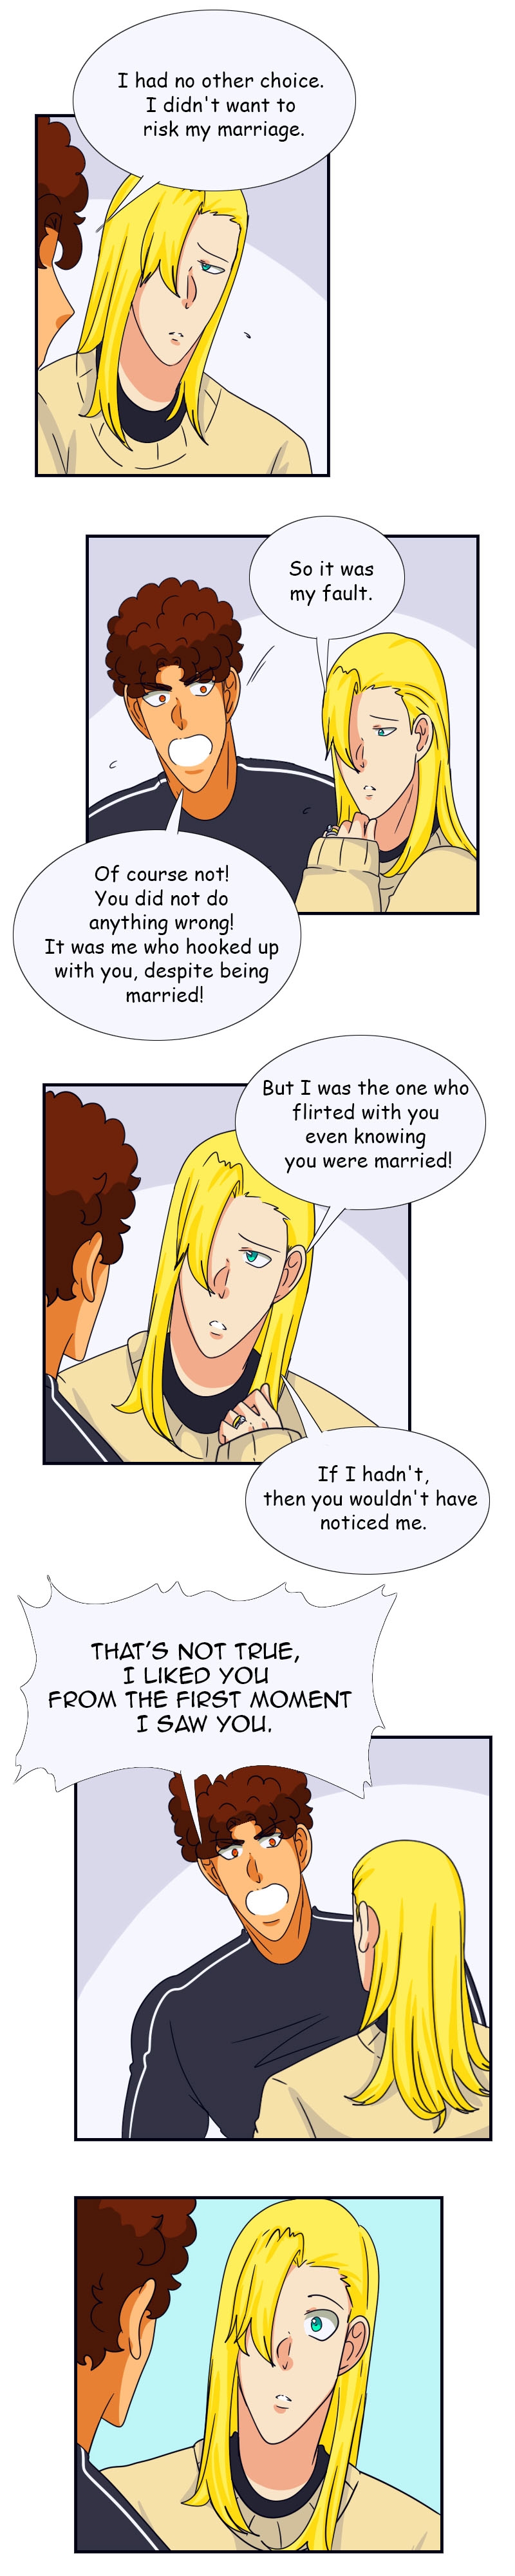 I had no other choice.
I didn't want to
risk my marriage.
So it was
my fault.
Of course not!
You did not do
anything wrong!
It was me who hooked up
with you, despite being
married!
But I was the one who
flirted with you
even knowing
you were married!
If I hadn't,
then you wouldn't have
noticed me.
THAT'S NOT TRUE,
I LIKED YOU
FROM THE FIRST MOMENT
I SAW YOU.